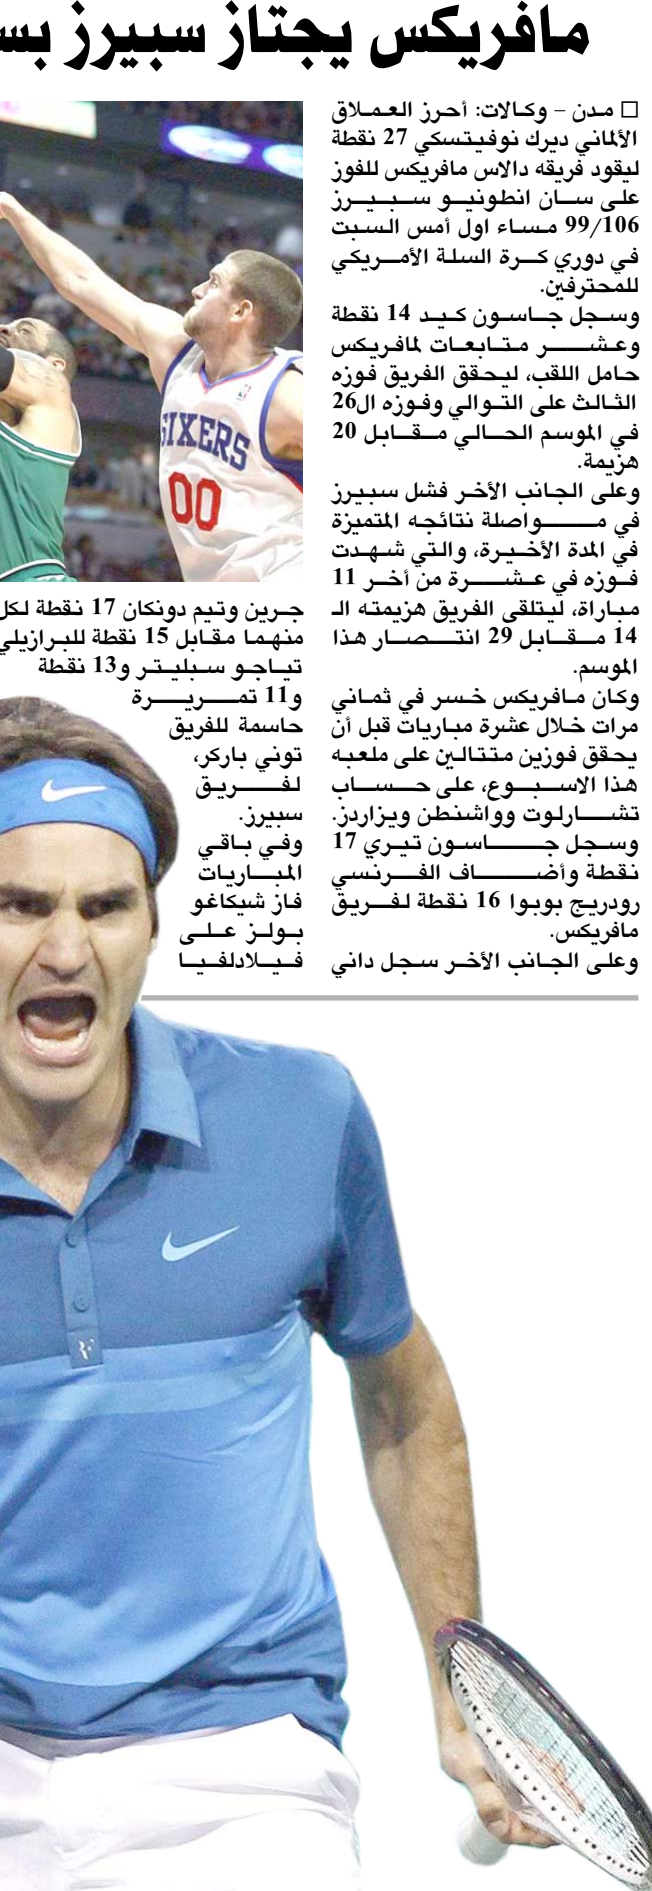 مافريكس يجتاز سبيرز
□ مدن – وكالات: أحرز العملاق
الألماني ديرك نوفيتسكي 27 نقطة
ليقود فريقه دالاس مافريكس للفوز
على سان انطونيو سبيرز
99/106 مساء اول أمس السبت
في دوري كرة السلة الأمريكي
للمحترفين.
وسجل جاسون كيد 14 نقطة
وعشر متابعات لمافريكس
حامل اللقب، ليحقق الفريق فوزه
الثالث على التوالي وفوزه ال26
في الموسم الحالي مقابل 20
هزيمة.
وعلى الجانب الأخر فشل سبيرز
في مواصلة نتائجه المتميزة
في المدة الأخيرة، والتي شهدت
فوزه في عشرة من أخر 11
مباراة، ليتلقى الفريق هزيمته الـ
14 مقابل 29 انتصار هذا
الموسم.
وكان مافريكس خسر في ثماني
مرات خلال عشرة مباريات قبل أن
يحقق فوزين متتالين على ملعبه
هذا الاسبوع، على حساب
تشارلوت وواشنطن ويزاردز.
وسجل جاسون تيري 17
نقطة وأضاف الفرنسي
رودريج بوبوا 16 نقطة لفريق
مافريكس.
وعلى الجانب الأخر سجل داني
جرين وتيم دونكان 17 نقطة لكل
منهما مقابل 15 نقطة للبرازيلي
تياجو سبليتر و13 نقطة
و11 تمريرة
حاسمة للفريق
توني باركر،
لفريق
سبيرز.
وفي باقي
المباريات
فاز شيكاغو
بولز على
فيلادلفيا
SIXERS
00
RF